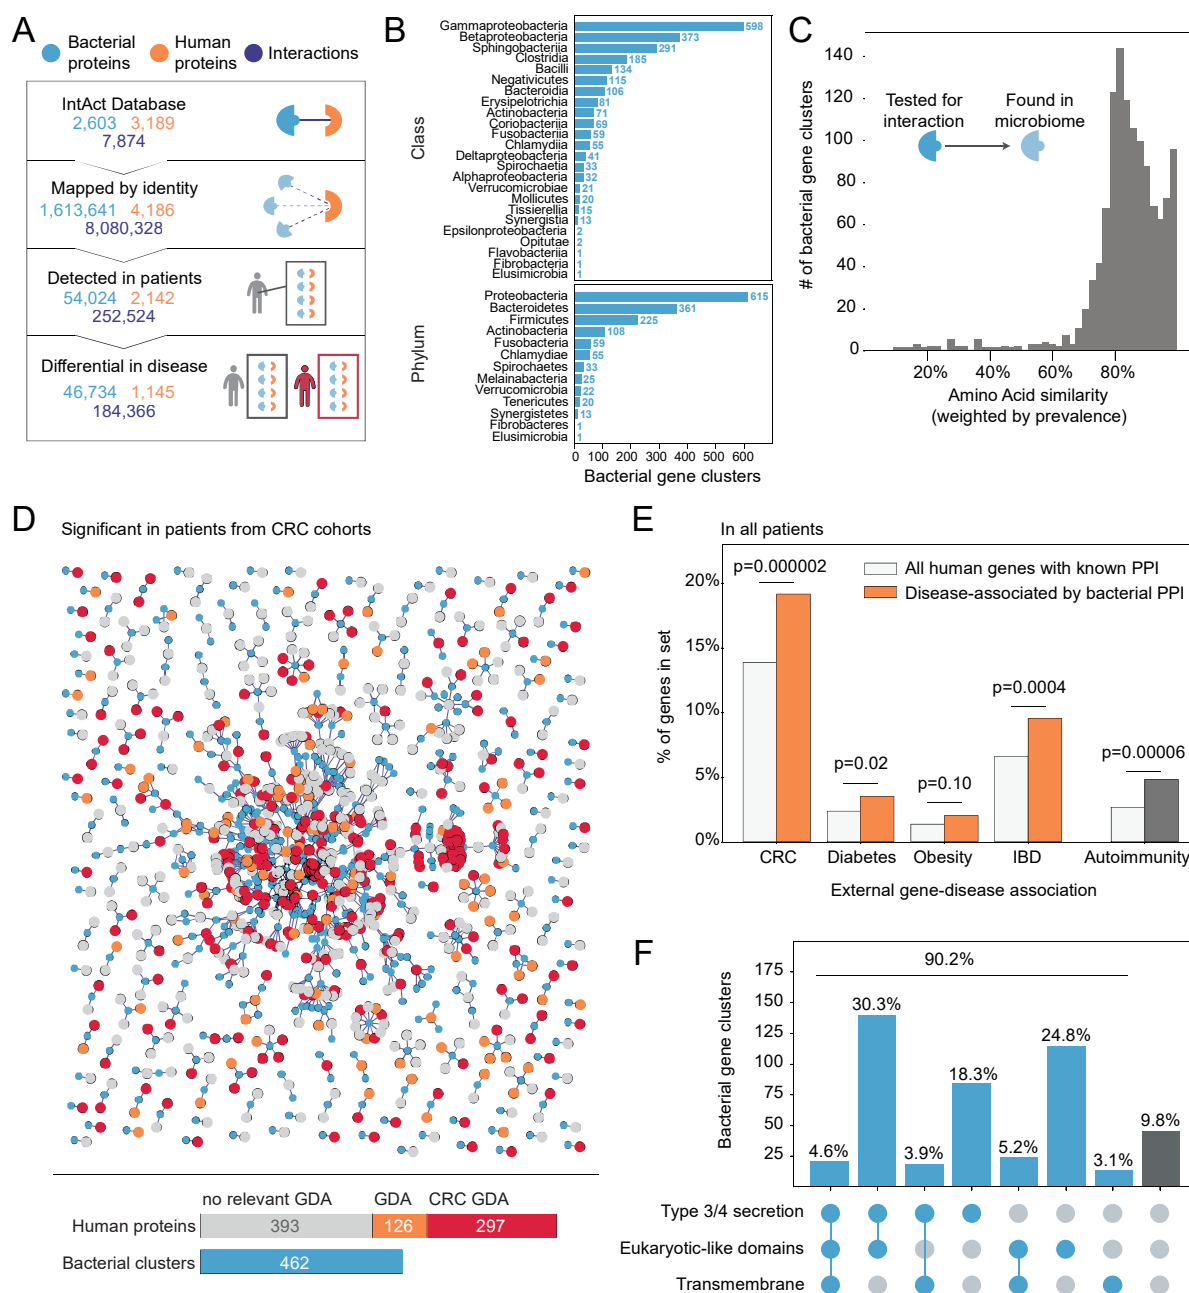 A
Bacterial proteins
Human proteins
Interactions
IntAct Database
2,603 3,189
7,874
Mapped by identity
1,613,641 4,186
8,080,328
Detected in patients
54,024 2,142
252,524
Differential in disease
46,734 1,145
184,366
B
Class
Gammaproteobacteria 598
Betaproteobacteria 373
Sphingobacteriia 291
Clostridia 185
Bacilli 134
Negativicutes 115
Bacteroidia 106
Erysipelotrichia 81
Actinobacteria 71
Coriobacteria 69
Fusobacteriia 59
Chlamydiia 55
Deltaproteobacteria 41
Spirochaetia 33
Alphaproteobacteria 32
Verrucomicrobiae 21
Mollicutes 20
Tissierellia 15
Synergistia 13
Epsilonproteobacteria 2
Opitutae 2
Flavobacteriia 1
Fibrobacteria 1
Elusimicrobia 1
Phylum
Proteobacteria 615
Bacteroidetes 361
Firmicutes 225
Actinobacteria 108
Fusobacteria 59
Chlamydiae 55
Spirochaetes 33
Melainabacteria 25
Verrucomicrobia 22
Tenericutes 20
Synergistetes 13
Fibrobacteres 1
Elusimicrobia 1
0 100 200 300 400 500 600
Bacterial gene clusters
C
# of bacterial gene clusters
140
120
100
80
60
40
20
0
Tested for interaction
Found in microbiome
20% 40% 60% 80%
Amino Acid similarity
(weighted by prevalence)
D
Significant in patients from CRC cohorts
no relevant GDA GDA CRC GDA
Human proteins 393 126 297
Bacterial clusters 462
E
In all patients
% of genes in set
20%
15%
10%
5%
0%
p=0.000002
p=0.02
p=0.10
p=0.0004
p=0.00006
All human genes with known PPI
Disease-associated by bacterial PPI
CRC Diabetes Obesity IBD Autoimmunity
External gene-disease association
F
Bacterial gene clusters
175
150
125
100
75
50
25
90.2%
4.6% 30.3% 3.9% 18.3% 5.2% 24.8% 3.1% 9.8%
Type 3/4 secretion
Eukaryotic-like domains
Transmembrane